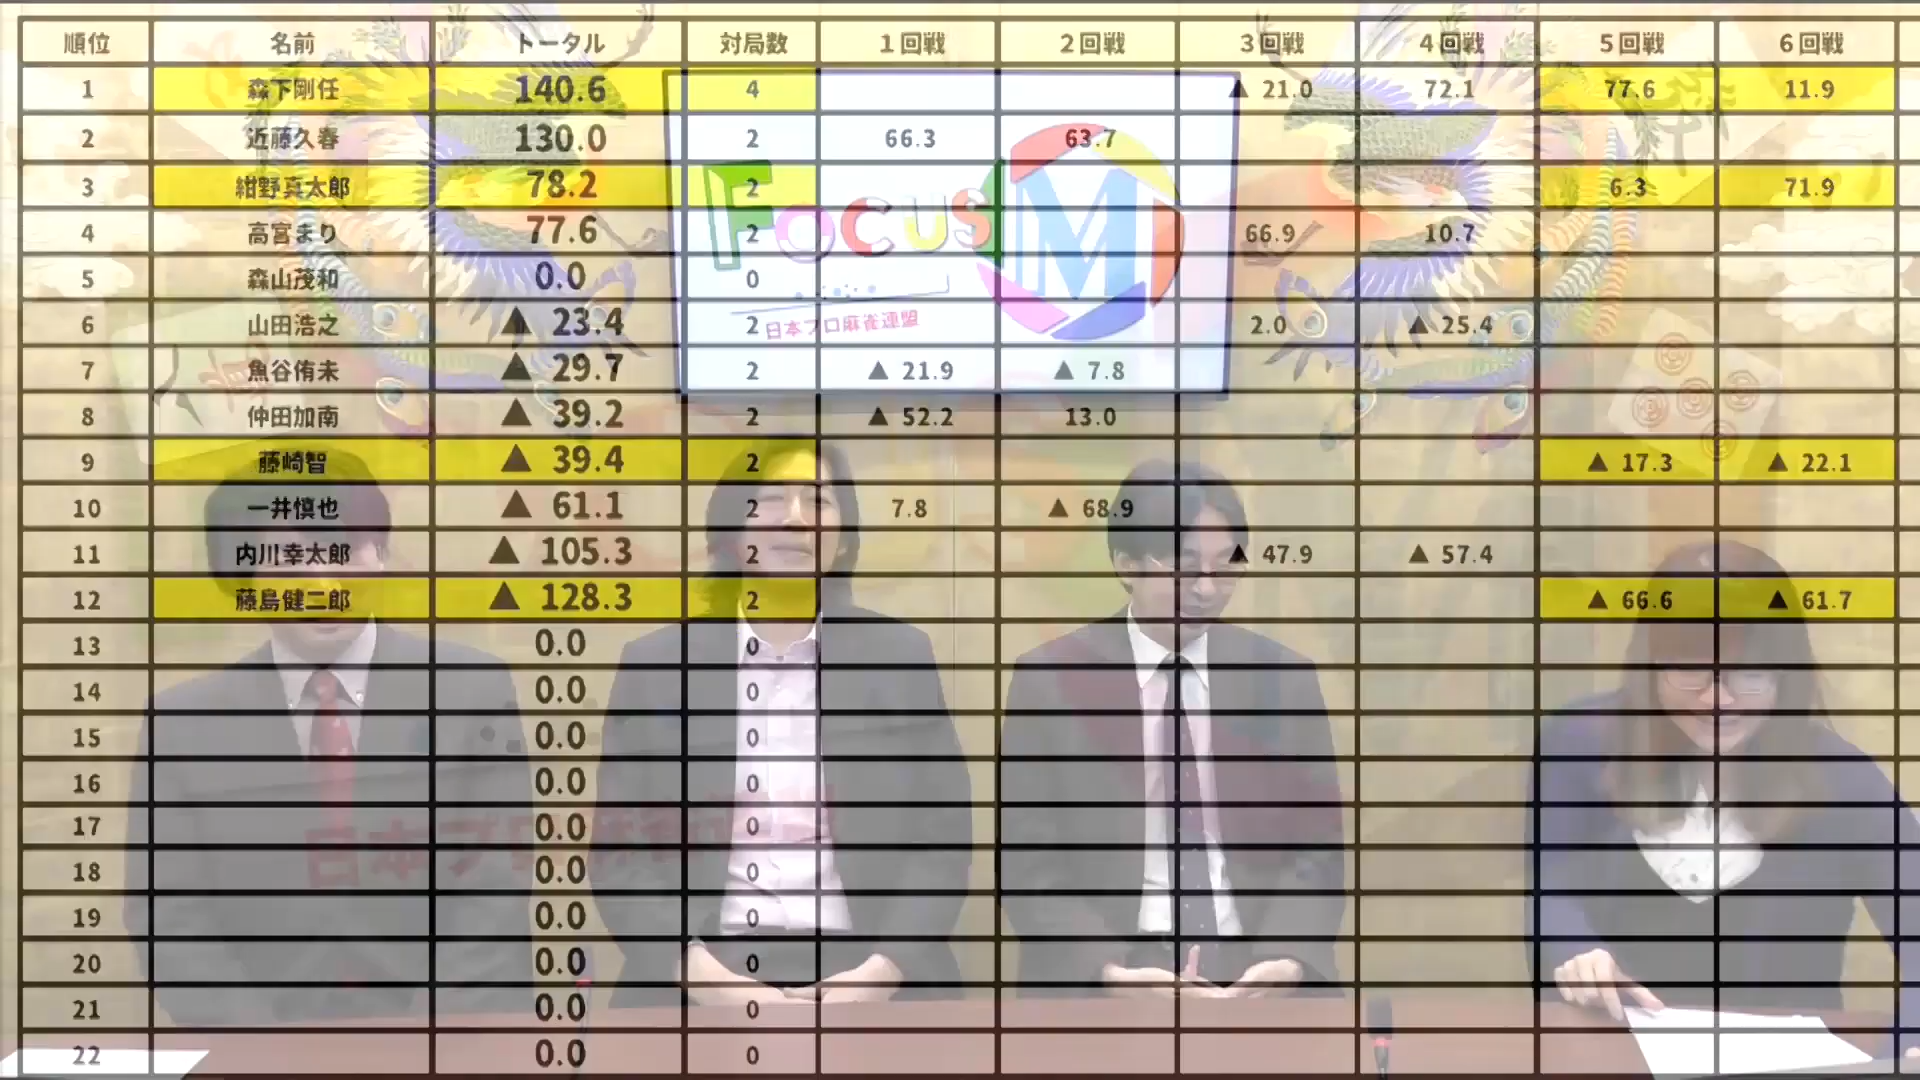 順位 名前 トータル 対局数 1回戦 2回戦 3回戦 4回戦 5回戦 6回戦
1 森下剛任 140.6 4 ▲ 21.0 72.1 77.6 11.9
2 近藤久春 130.0 2 66.3 63.7
3 紺野真太郎 78.2 2 6.3 71.9
4 高宮まり 77.6 2 66.9 10.7
5 森山茂和 0.0 0
6 山田浩之 ▲ 23.4 2 2.0 ▲ 25.4
7 魚谷侑未 ▲ 29.7 2 ▲ 21.9 ▲ 7.8
8 仲田加南 ▲ 39.2 2 ▲ 52.2 13.0
9 藤崎智 ▲ 39.4 2 ▲ 17.3 ▲ 22.1
10 一井慎也 ▲ 61.1 2 7.8 ▲ 68.9
11 内川幸太郎 ▲ 105.3 2 ▲ 47.9 ▲ 57.4
12 藤島健二郎 ▲ 128.3 2 ▲ 66.6 ▲ 61.7
13 0.0 0
14 0.0 0
15 0.0 0
16 0.0 0
17 0.0 0
18 0.0 0
19 0.0 0
20 0.0 0
21 0.0 0
22 0.0 0
FOCUS M
日本プロ麻雀連盟